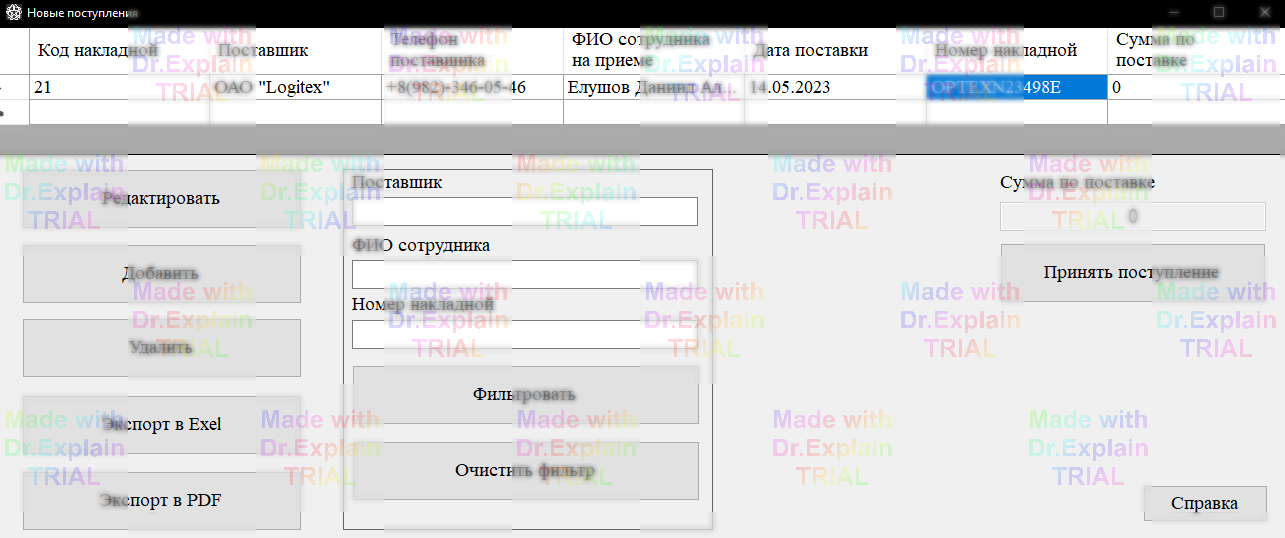 Новые поступления
Код накладной Поставщик Телефон поставщика ФИО сотрудника на приеме Дата поставки Номер накладной Сумма по поставке
21 ОАО "Logitex" +8(982)-346-05-46 Елушов Даниил Ал... 14.05.2023 OPTEXN23498E 0
Редактировать
Добавить
Удалить
Экспорт в Exel
Экспорт в PDF
Поставщик
ФИО сотрудника
Номер накладной
Фильтровать
Очистить фильтр
Сумма по поставке
0
Принять поступление
Справка
Made with
Dr.Explain
TRIAL